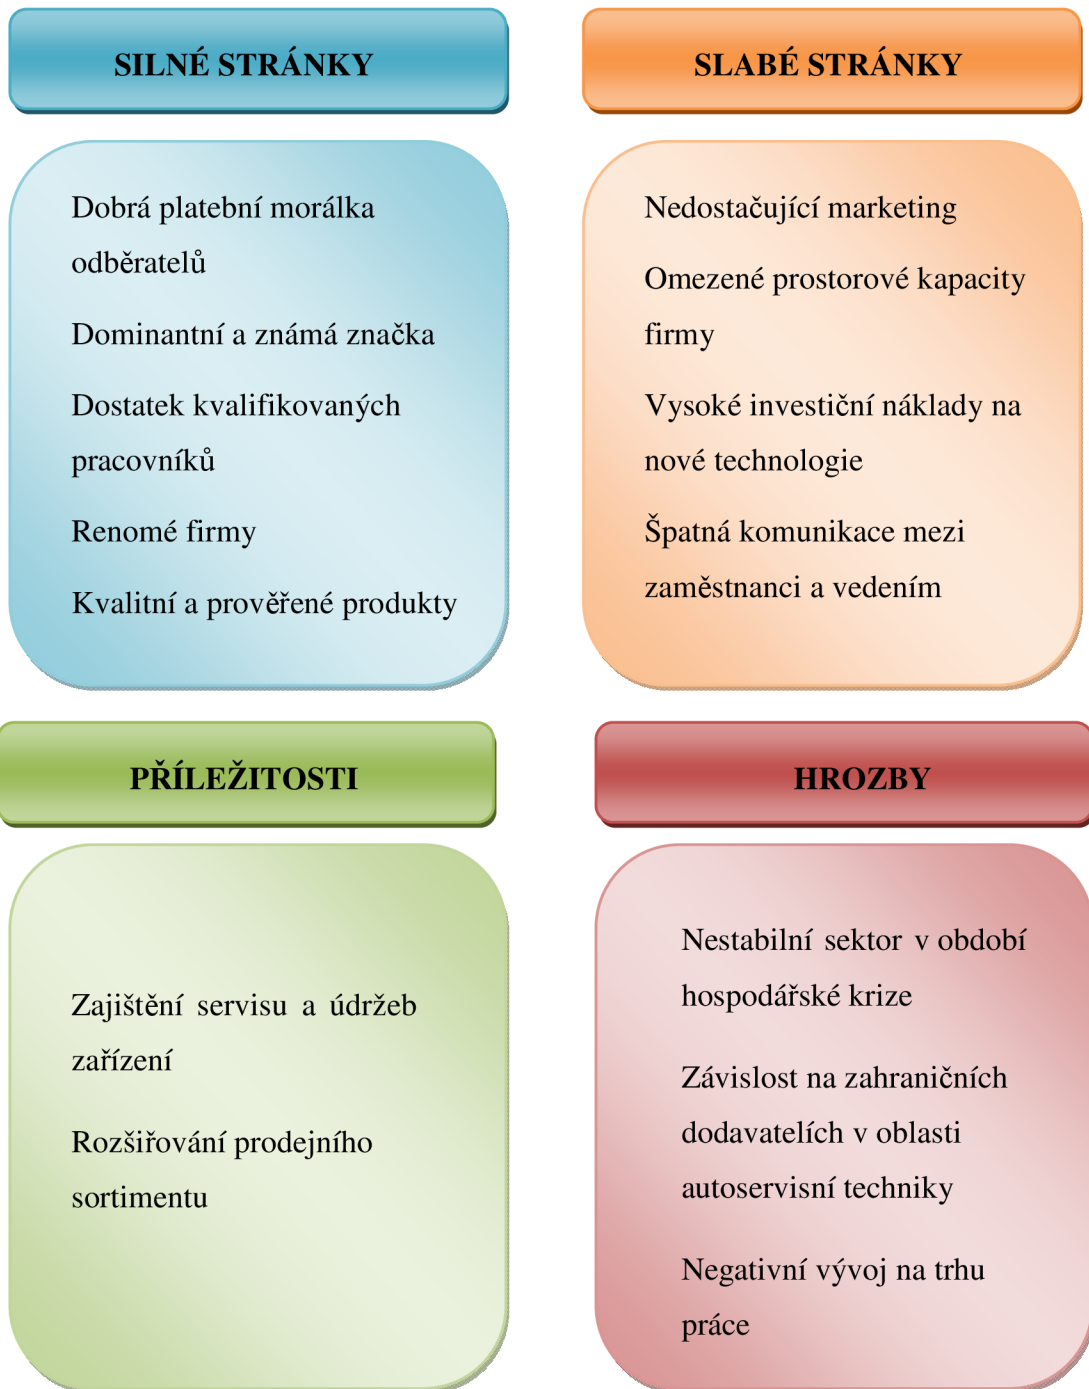 SILNÉ STRÁNKY
Dobrá platební morálka
odběratelů
Dominantní a známá značka
Dostatek kvalifikovaných
pracovníků
Renomé firmy
Kvalitní a prověřené produkty
SLABÉ STRÁNKY
Nedostačující marketing
Omezené prostorové kapacity
firmy
Vysoké investiční náklady na
nové technologie
Špatná komunikace mezi
zaměstnanci a vedením
PŘÍLEŽITOSTI
Zajištění servisu a údržeb
zařízení
Rozšiřování prodejního
sortimentu
HROZBY
Nestabilní sektor v období
hospodářské krize
Závislost na zahraničních
dodavatelích v oblasti
autoservisní techniky
Negativní vývoj na trhu
práce